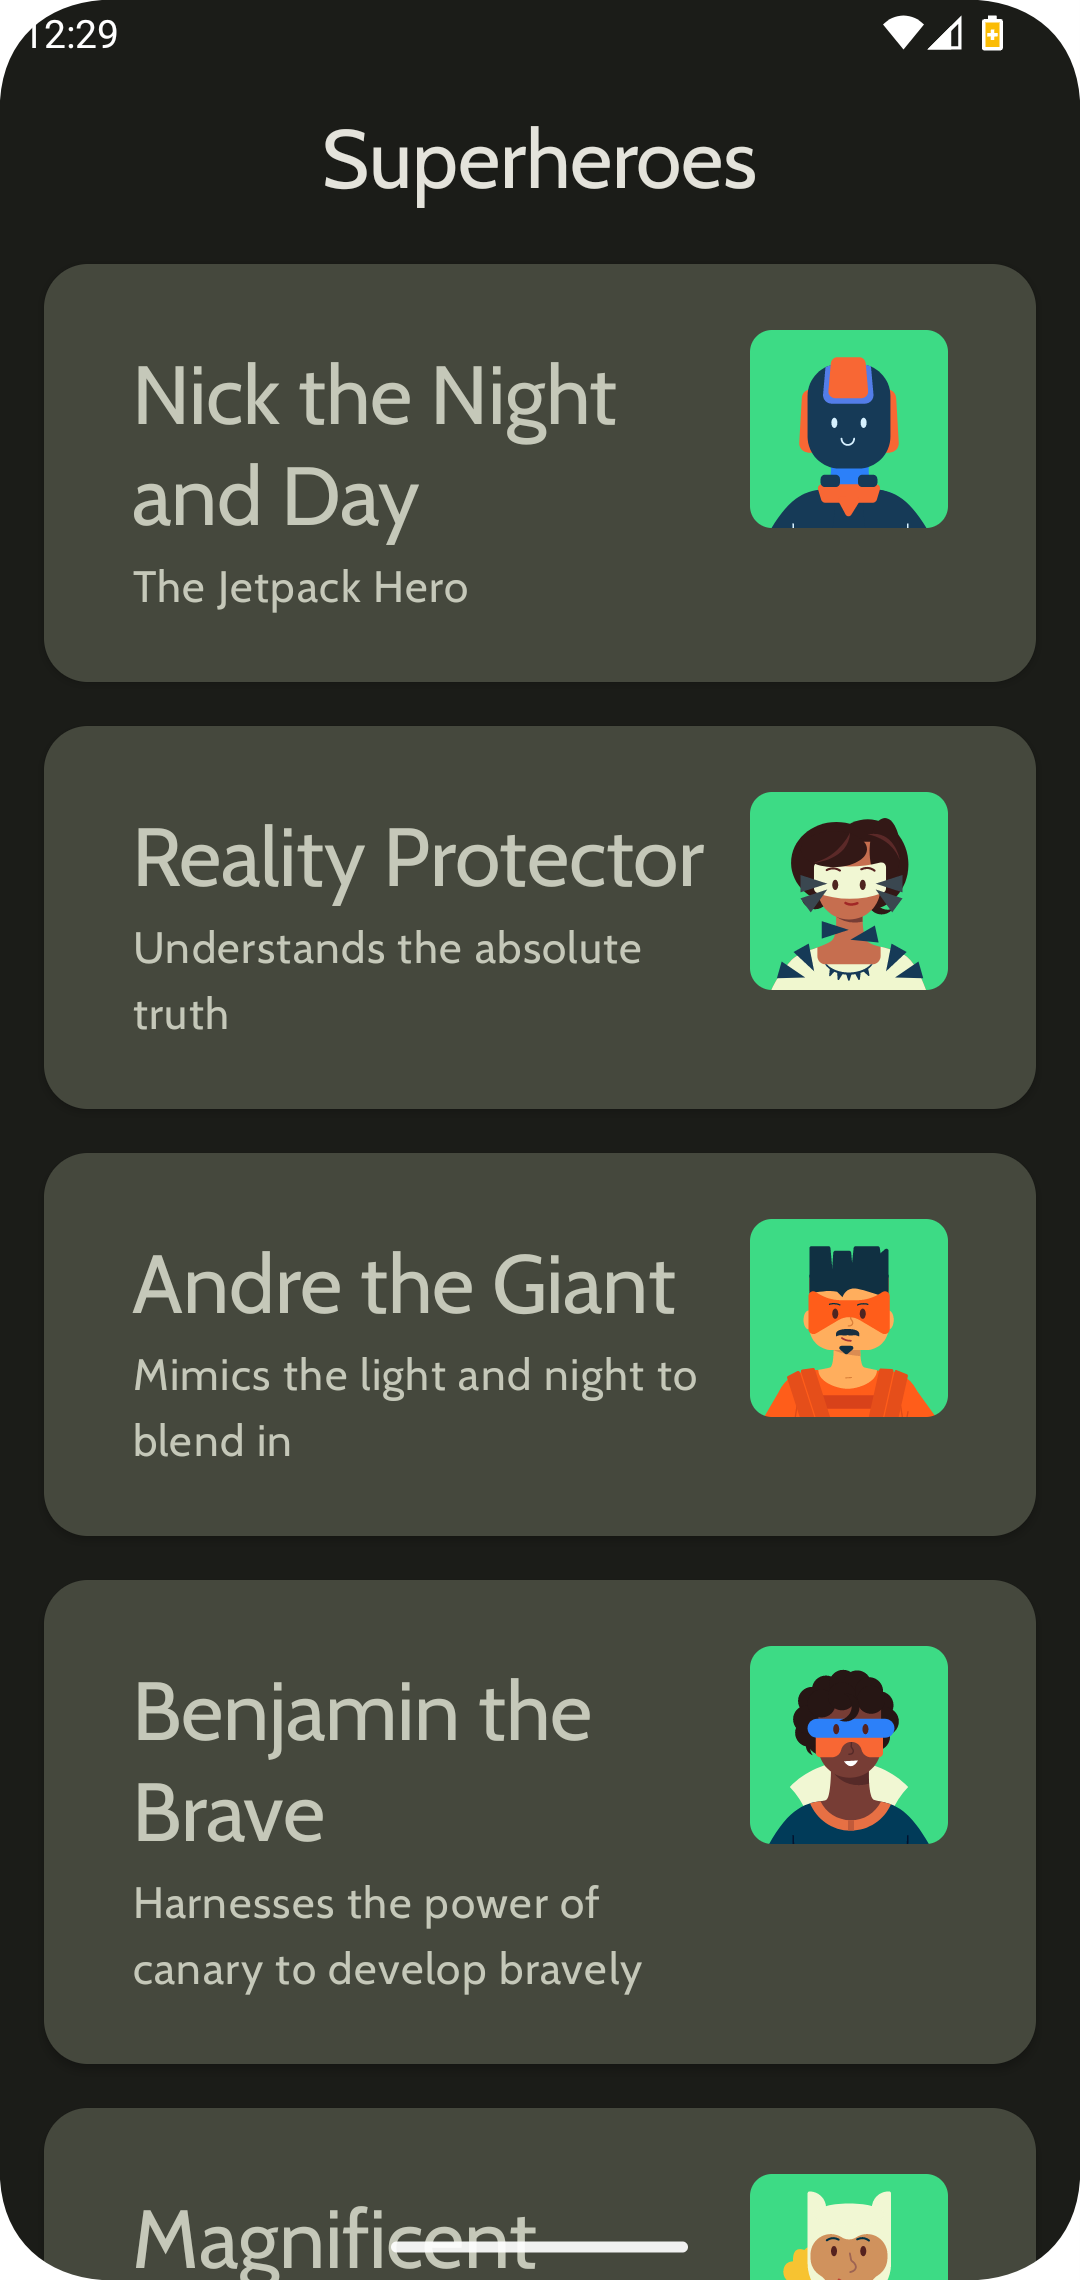 12:29
Superheroes
Nick the Night
and Day
The Jetpack Hero
Reality Protector
Understands the absolute
truth
Andre the Giant
Mimics the light and night to
blend in
Benjamin the
Brave
Harnesses the power of
canary to develop bravely
Magnificent